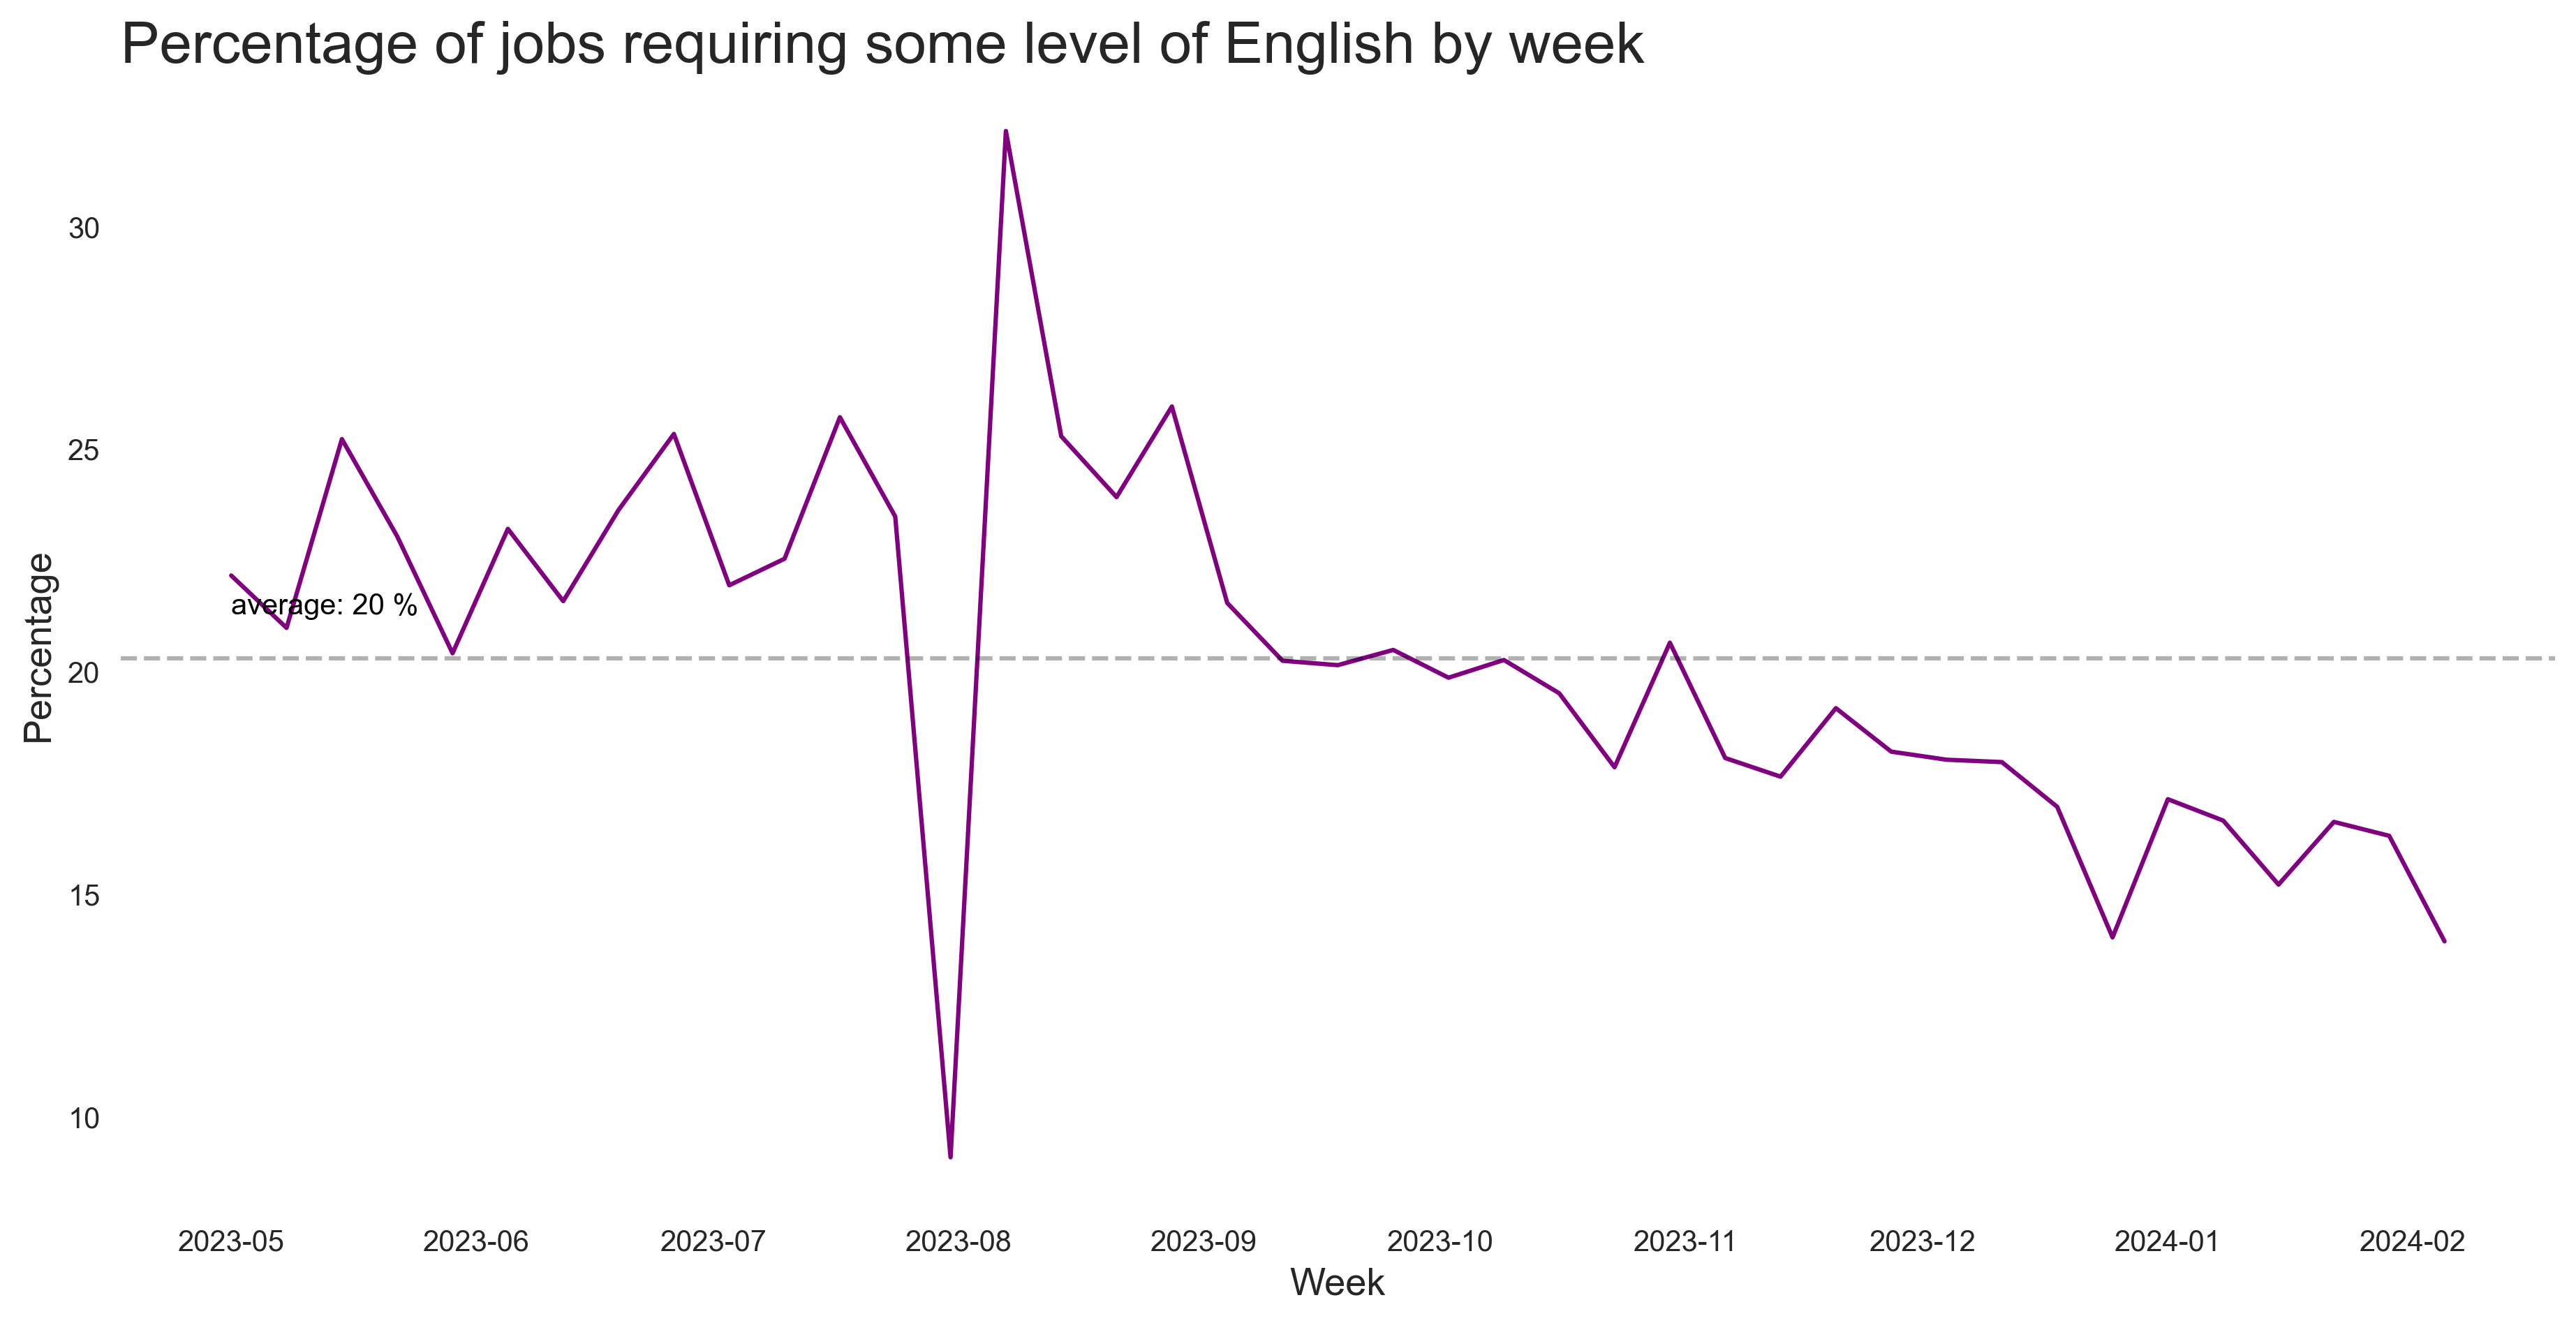 Percentage of jobs requiring some level of English by week
30
25
20
15
10
Percentage
average: 20 %
2023-05 2023-06 2023-07 2023-08 2023-09 2023-10 2023-11 2023-12 2024-01 2024-02
Week